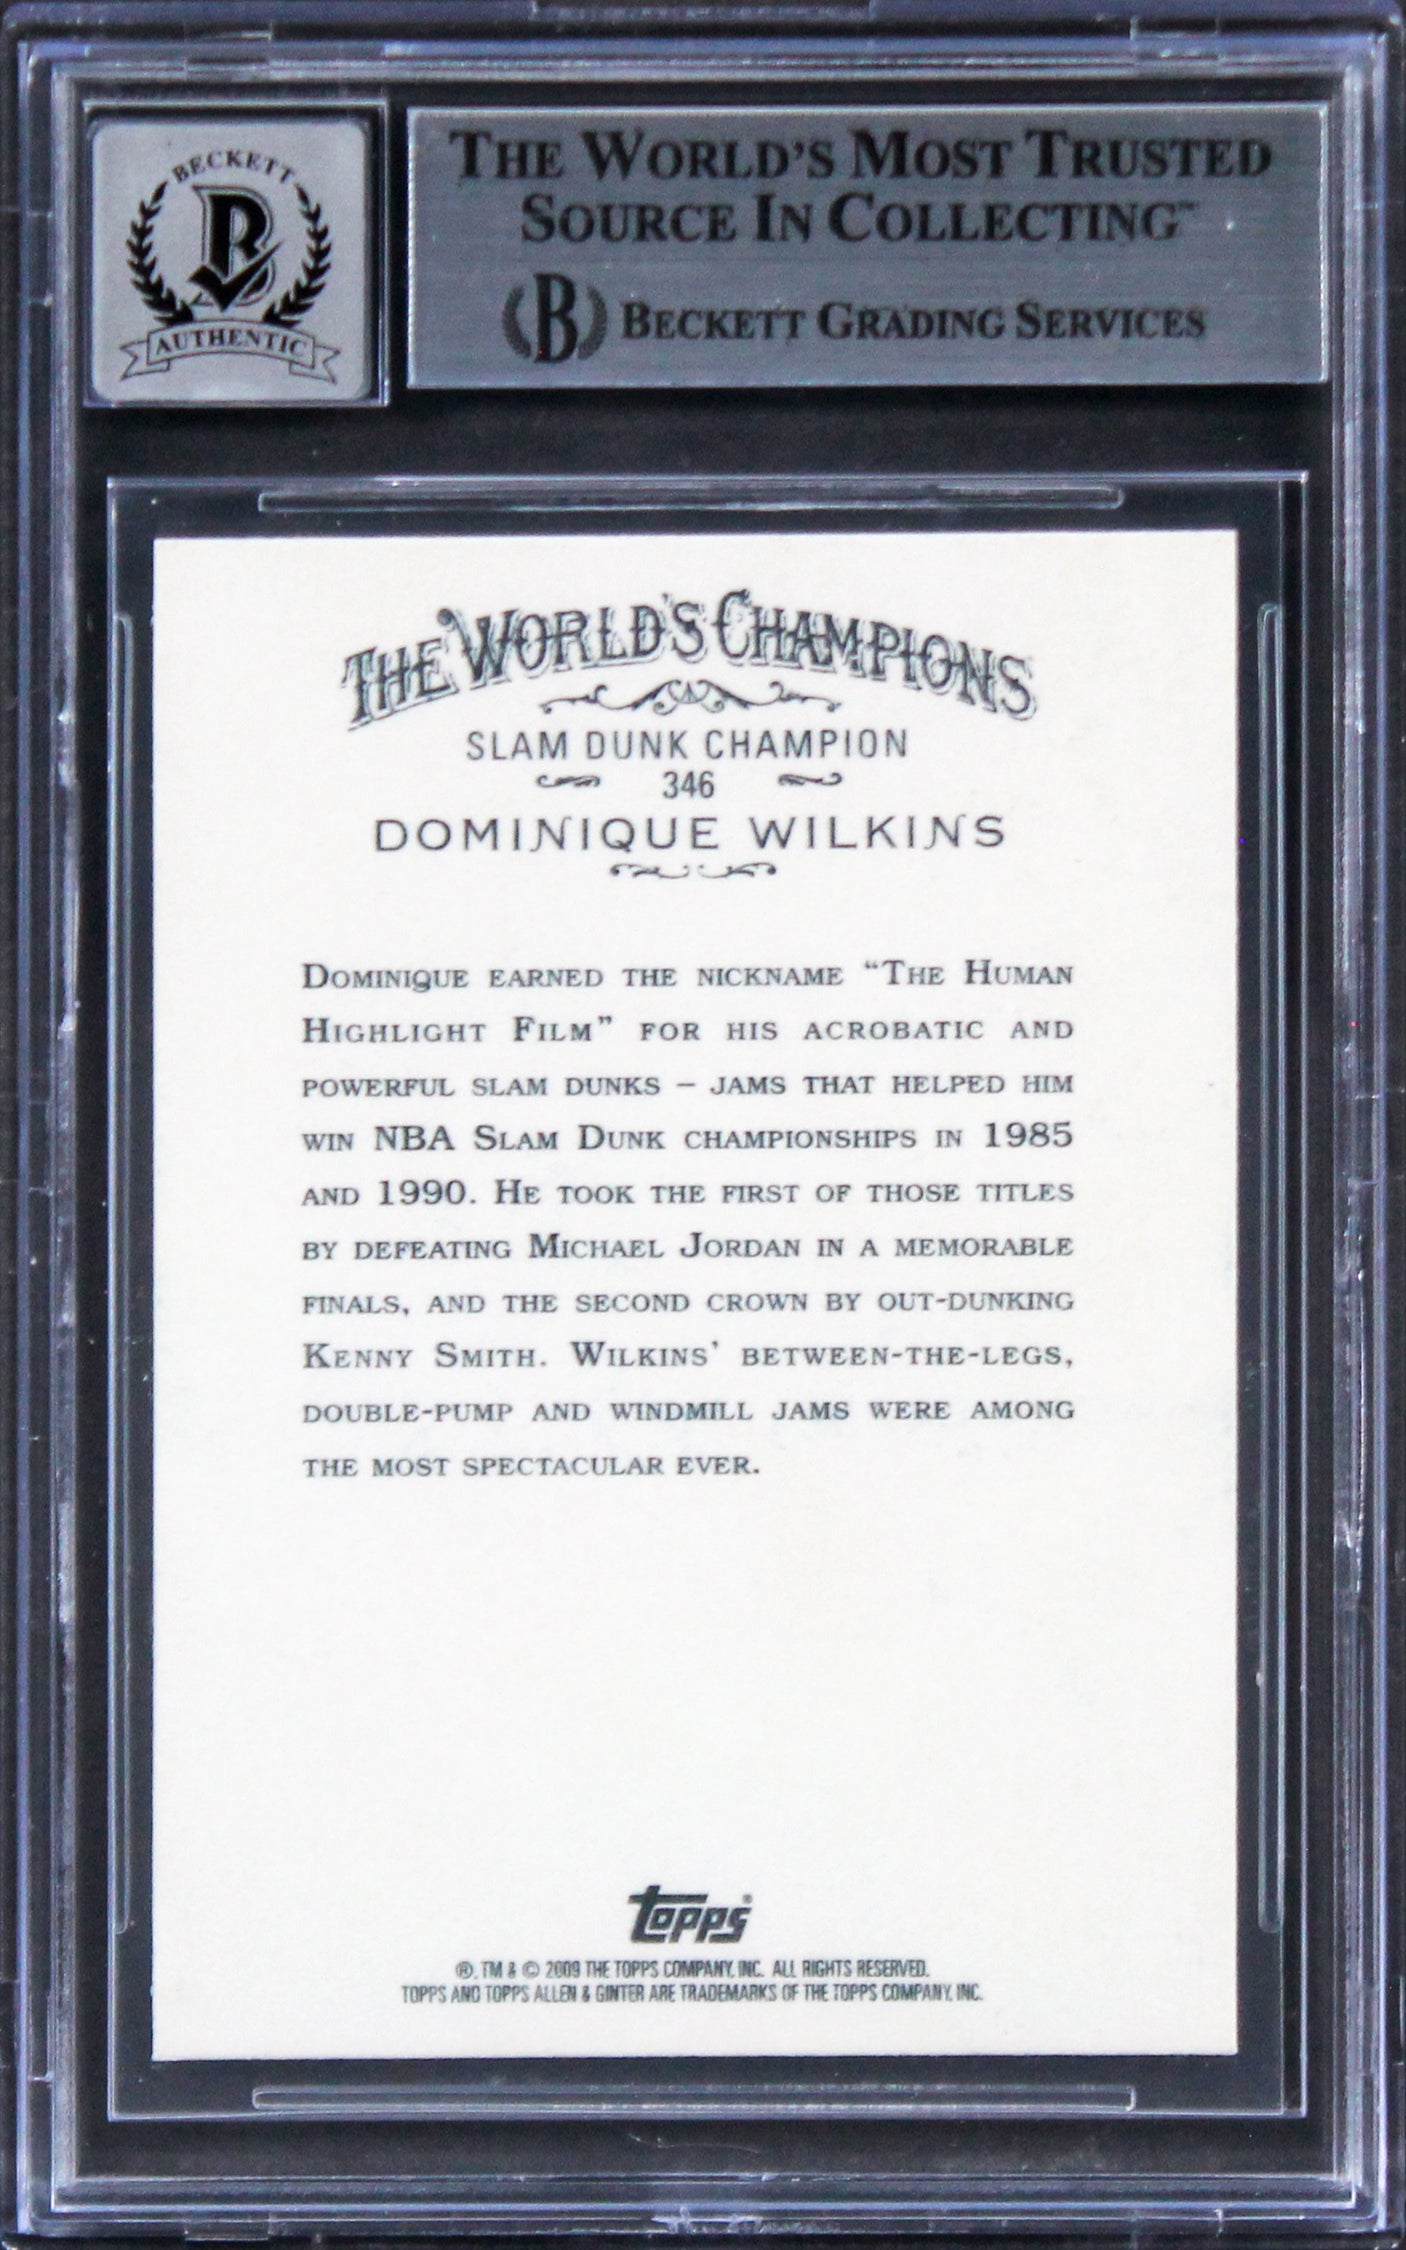 BECKETT
B
AUTHENTIC
THE WORLD'S MOST TRUSTED
SOURCE IN COLLECTING™
B BECKETT GRADING SERVICES
THE WORLD'S CHAMPIONS
SLAM DUNK CHAMPION
346
DOMINIQUE WILKINS
DOMINIQUE EARNED THE NICKNAME “THE HUMAN
HIGHLIGHT FILM” FOR HIS ACROBATIC AND
POWERFUL SLAM DUNKS – JAMS THAT HELPED HIM
WIN NBA SLAM DUNK CHAMPIONSHIPS IN 1985
AND 1990. HE TOOK THE FIRST OF THOSE TITLES
BY DEFEATING MICHAEL JORDAN IN A MEMORABLE
FINALS, AND THE SECOND CROWN BY OUT-DUNKING
KENNY SMITH. WILKINS' BETWEEN-THE-LEGS,
DOUBLE-PUMP AND WINDMILL JAMS WERE AMONG
THE MOST SPECTACULAR EVER.
topps®
®, TM & © 2009 THE TOPPS COMPANY, INC. ALL RIGHTS RESERVED.
TOPPS AND TOPPS ALLEN & GINTER ARE TRADEMARKS OF THE TOPPS COMPANY, INC.